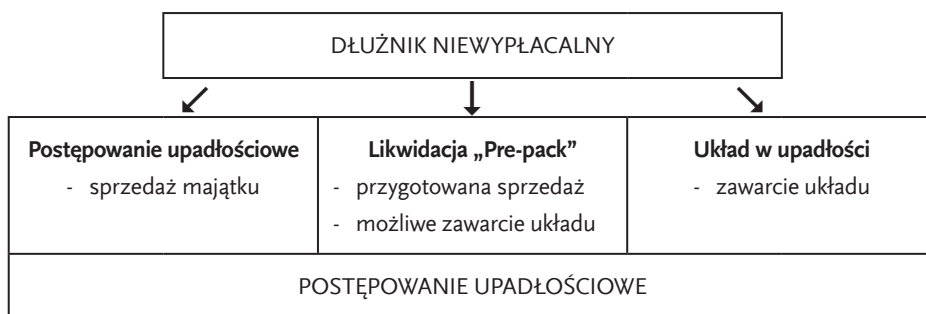 DŁUŻNIK NIEWYPŁACALNY
Postępowanie upadłościowe
- sprzedaż majątku
Likwidacja „Pre-pack”
- przygotowana sprzedaż
- możliwe zawarcie układu
Układ w upadłości
- zawarcie układu
POSTĘPOWANIE UPADŁOŚCIOWE